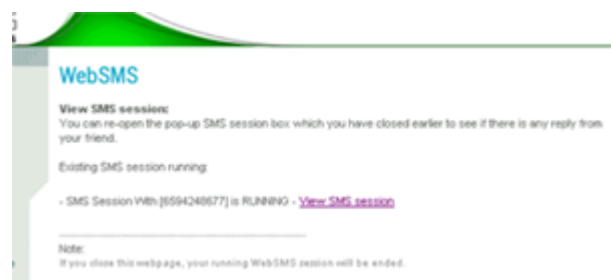 WebSMS
View SMS session:
You can re-open the pop-up SMS session box which you have closed earlier to see if there is any reply from
your friend.
Existing SMS session running:
- SMS Session With [6594248677] is RUNNING - View SMS session
Note:
If you close this webpage, your running WebSMS session will be ended.